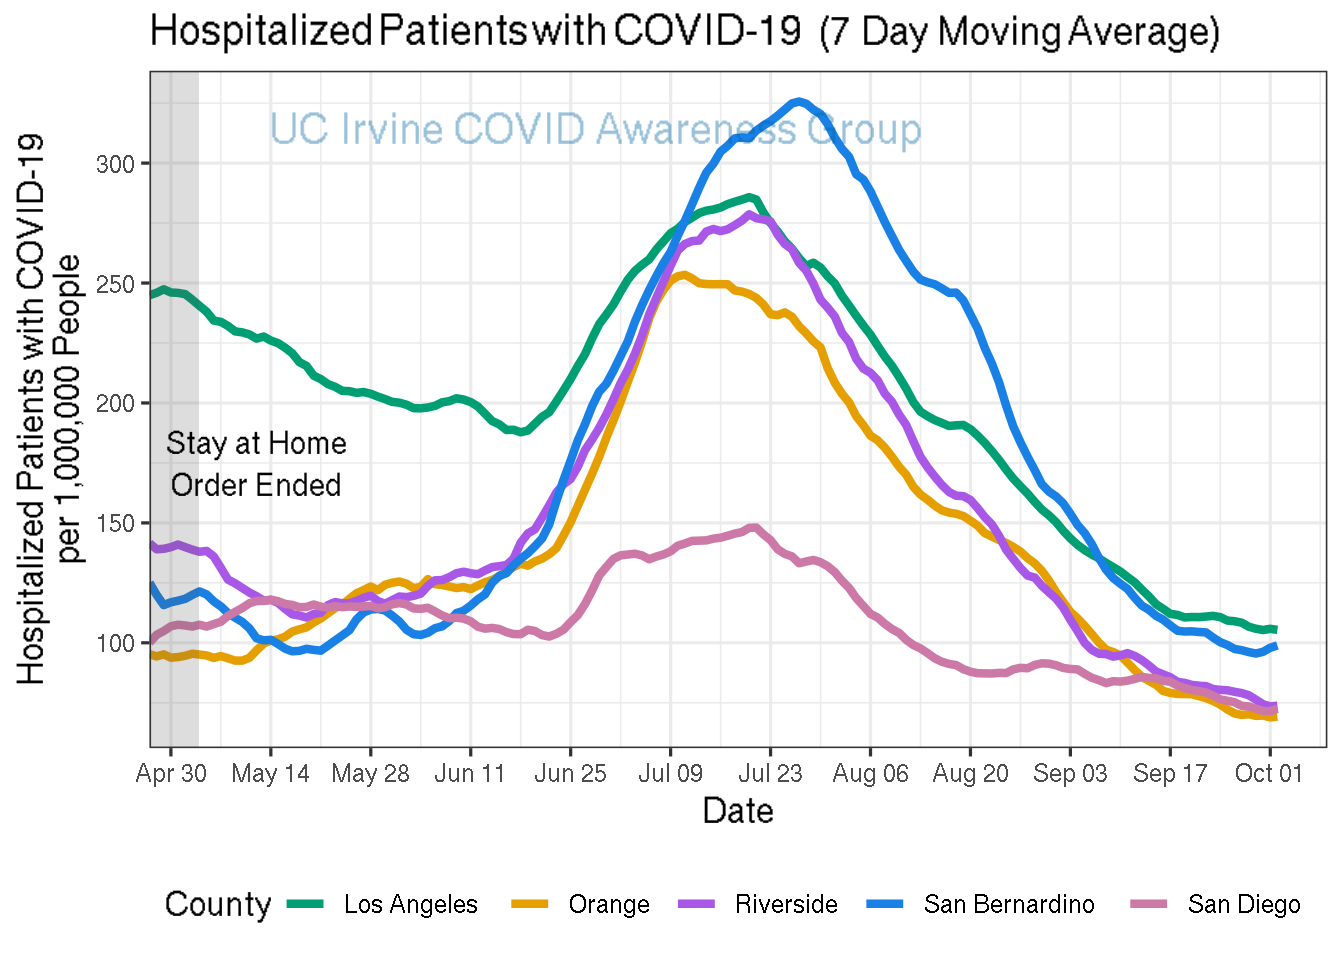 Hospitalized Patients with COVID-19 (7 Day Moving Average)
UC Irvine COVID Awareness Group
Hospitalized Patients with COVID-19
per 1,000,000 People
300
250
200
150
100
Stay at Home
Order Ended
Apr 30 May 14 May 28 Jun 11 Jun 25 Jul 09 Jul 23 Aug 06 Aug 20 Sep 03 Sep 17 Oct 01
Date
County Los Angeles Orange Riverside San Bernardino San Diego